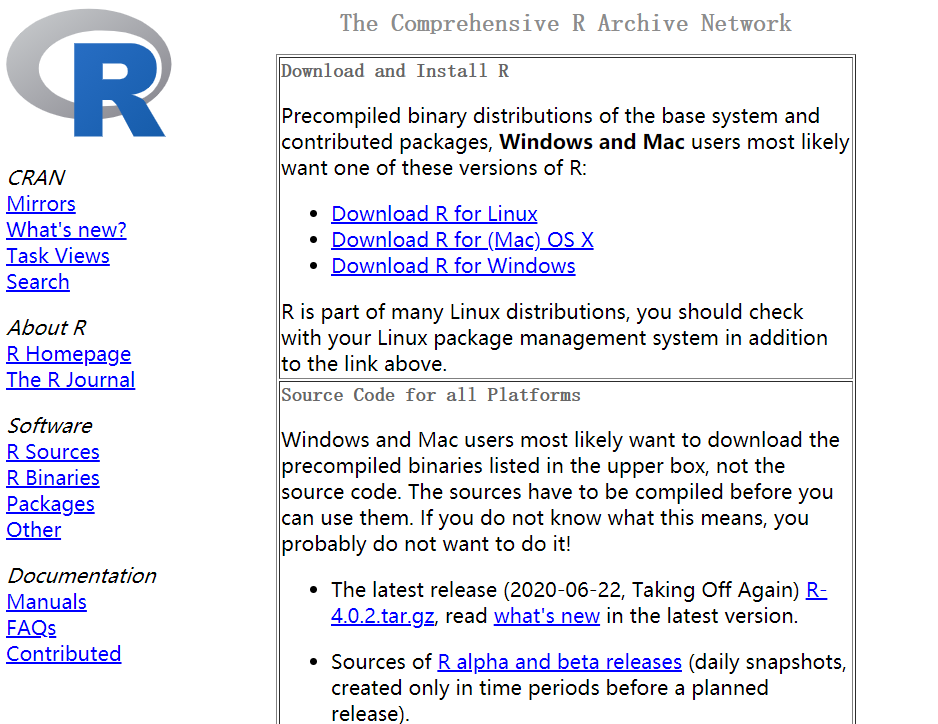 The Comprehensive R Archive Network
R
CRAN
Mirrors
What's new?
Task Views
Search
About R
R Homepage
The R Journal
Software
R Sources
R Binaries
Packages
Other
Documentation
Manuals
FAQs
Contributed
Download and Install R
Precompiled binary distributions of the base system and
contributed packages, Windows and Mac users most likely
want one of these versions of R:
• Download R for Linux
• Download R for (Mac) OS X
• Download R for Windows
R is part of many Linux distributions, you should check
with your Linux package management system in addition
to the link above.
Source Code for all Platforms
Windows and Mac users most likely want to download the
precompiled binaries listed in the upper box, not the
source code. The sources have to be compiled before you
can use them. If you do not know what this means, you
probably do not want to do it!
• The latest release (2020-06-22, Taking Off Again) R-
4.0.2.tar.gz, read what's new in the latest version.
• Sources of R alpha and beta releases (daily snapshots,
created only in time periods before a planned
release).